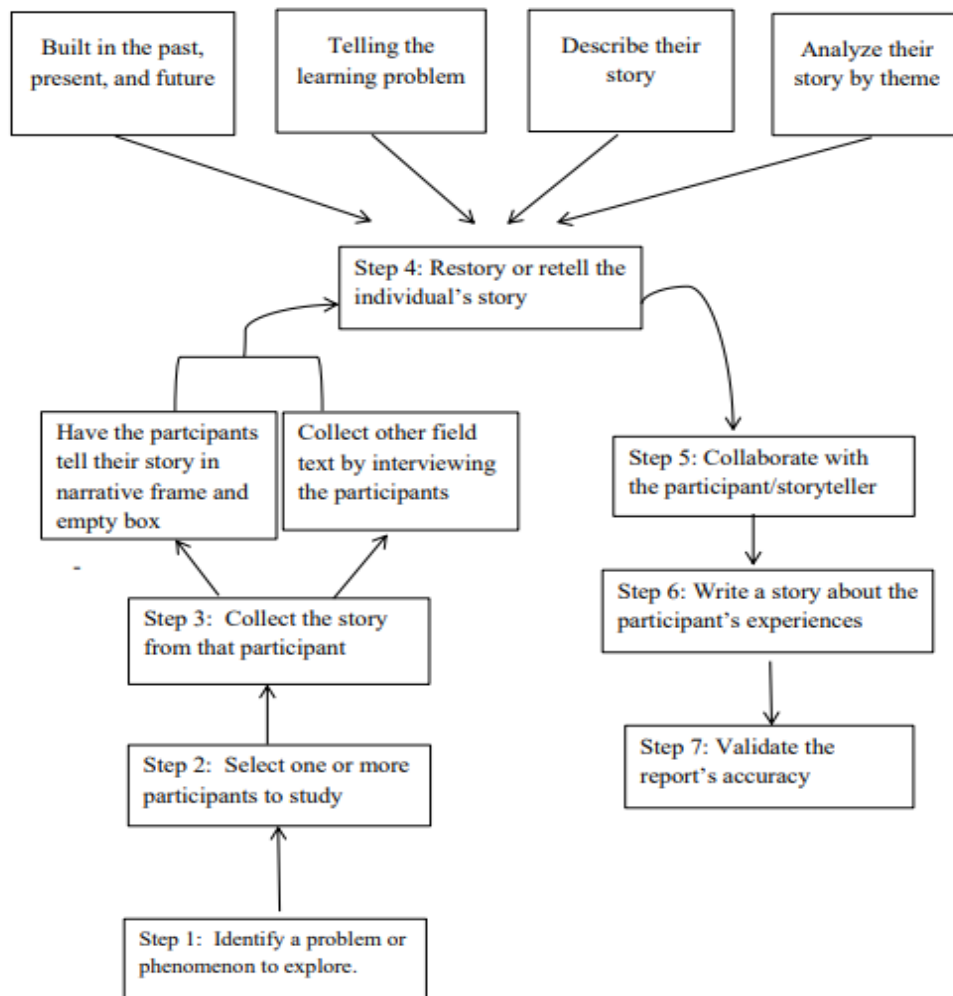 Built in the past,
present, and future
Telling the
learning problem
Describe their
story
Analyze their
story by theme
Step 4: Restory or retell the
individual's story
Have the partcipants
tell their story in
narrative frame and
empty box
Collect other field
text by interviewing
the participants
-
Step 5: Collaborate with
the participant/storyteller
Step 3:  Collect the story
from that participant
Step 6: Write a story about the
participant's experiences
Step 2:  Select one or more
participants to study
Step 7: Validate the
report's accuracy
Step 1:  Identify a problem or
phenomenon to explore.